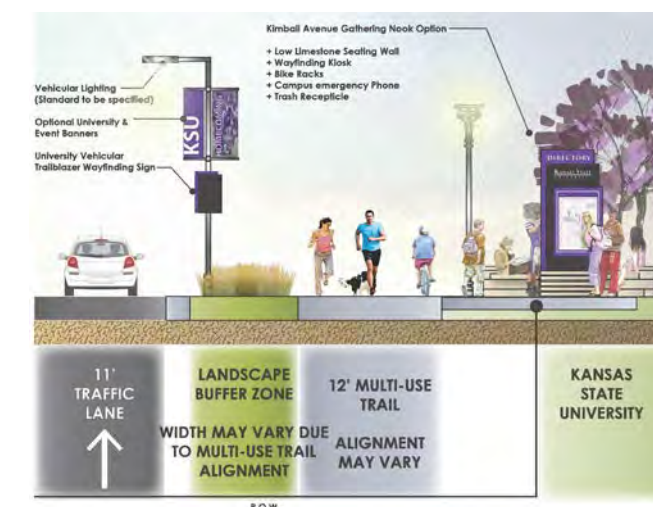 Kimball Avenue Gathering Nook Option
+ Low Limestone Seating Wall
+ Wayfinding Kiosk
+ Bike Racks
+ Campus emergency Phone
+ Trash Recepticle
Vehicular Lighting
(Standard to be specified)
Optional University &
Event Banners
University Vehicular
Trailblazer Wayfinding Sign
KSU
HOMECOMING
DIRECTORY
11'
TRAFFIC
LANE
LANDSCAPE
BUFFER ZONE
WIDTH MAY VARY DUE
TO MULTI-USE TRAIL
ALIGNMENT
12' MULTI-USE
TRAIL
ALIGNMENT
MAY VARY
KANSAS
STATE
UNIVERSITY
R.O.W.